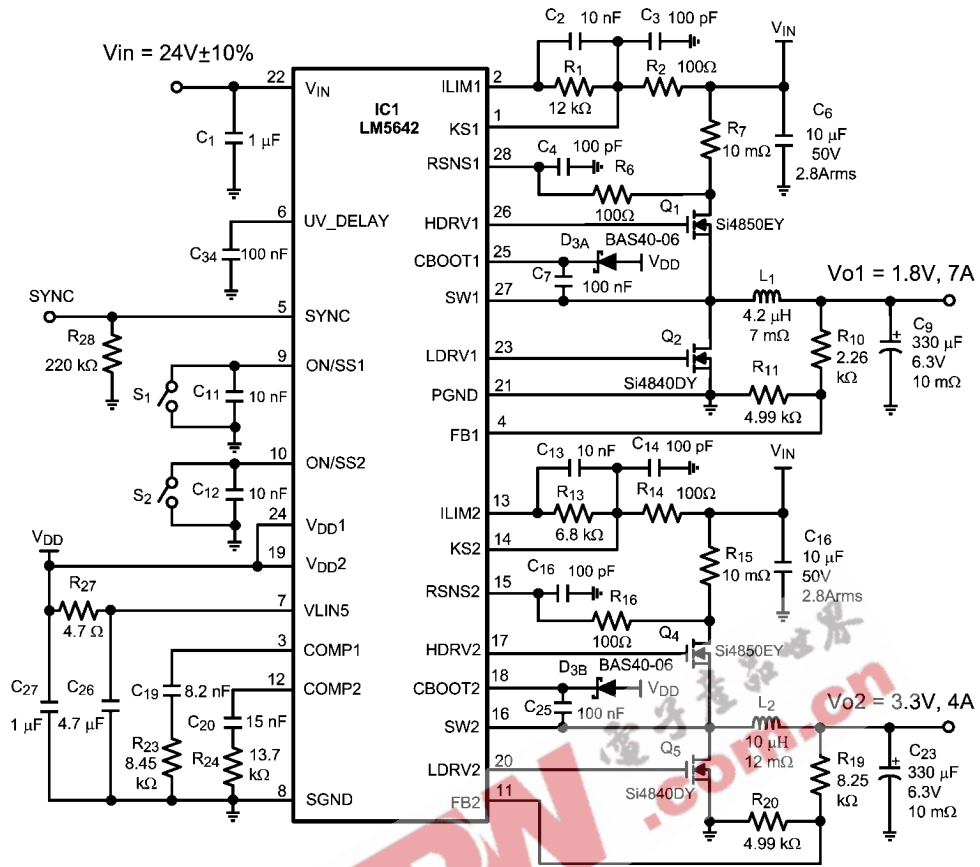 Vin = 24V±10%
C2 10 nF
C3 100 pF
VIN
22 VIN
IC1
LM5642
ILIM1 2
R1
12 kΩ
R2 100Ω
KS1 1
C1 1 µF
RSNS1 28
C4 100 pF
R6
100Ω
R7
10 mΩ
C6
10 µF
50V
2.8Arms
6 UV_DELAY
C34 100 nF
HDRV1 26
Q1
Si4850EY
CBOOT1 25
D3A BAS40-06
VDD
C7
100 nF
SYNC
5 SYNC
R28
220 kΩ
SW1 27
L1
4.2 µH
7 mΩ
Vo1 = 1.8V, 7A
9 ON/SS1
S1
C11 10 nF
LDRV1 23
Q2
Si4840DY
R10
2.26
kΩ
C9
330 µF
6.3V
10 mΩ
PGND 21
R11
4.99 kΩ
FB1 4
10 ON/SS2
S2
C12 10 nF
C13 10 nF
C14 100 pF
VIN
ILIM2 13
R13
6.8 kΩ
R14 100Ω
24 VDD1
VDD
19 VDD2
KS2 14
R15
10 mΩ
C16
10 µF
50V
2.8Arms
R27
4.7 Ω
7 VLIN5
RSNS2 15
C16 100 pF
R16
100Ω
3 COMP1
HDRV2 17
Q4
Si4850EY
12 COMP2
CBOOT2 18
D3B BAS40-06
VDD
C25
100 nF
C27
1 µF
C26
4.7 µF
C19 8.2 nF
C20 15 nF
SW2 16
L2
10 µH
12 mΩ
Vo2 = 3.3V, 4A
R23
8.45
kΩ
R24 13.7
kΩ
LDRV2 20
Q5
Si4840DY
R19
8.25
kΩ
C23
330 µF
6.3V
10 mΩ
8 SGND
FB2 11
R20
4.99 kΩ
電子產品世界
.com.cn